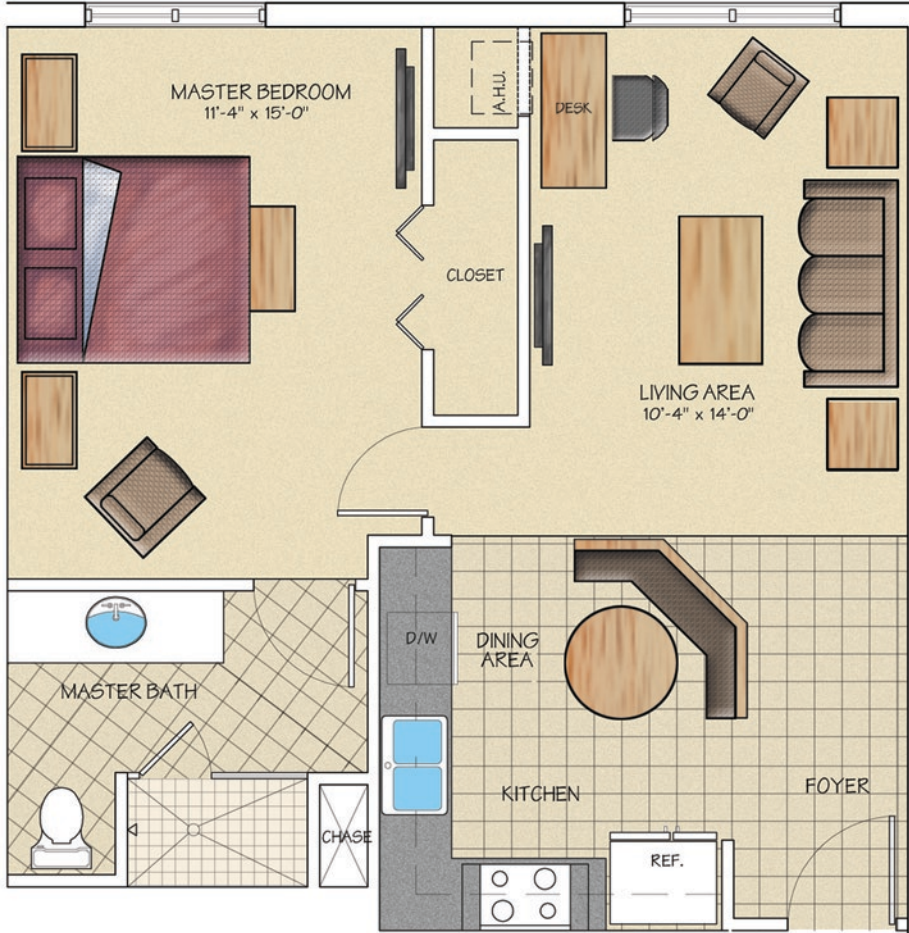 MASTER BEDROOM
11'-4" x 15'-0"
A.H.U.
DESK
CLOSET
LIVING AREA
10'-4" x 14'-0"
D/W
DINING
AREA
MASTER BATH
KITCHEN
FOYER
CHASE
REF.